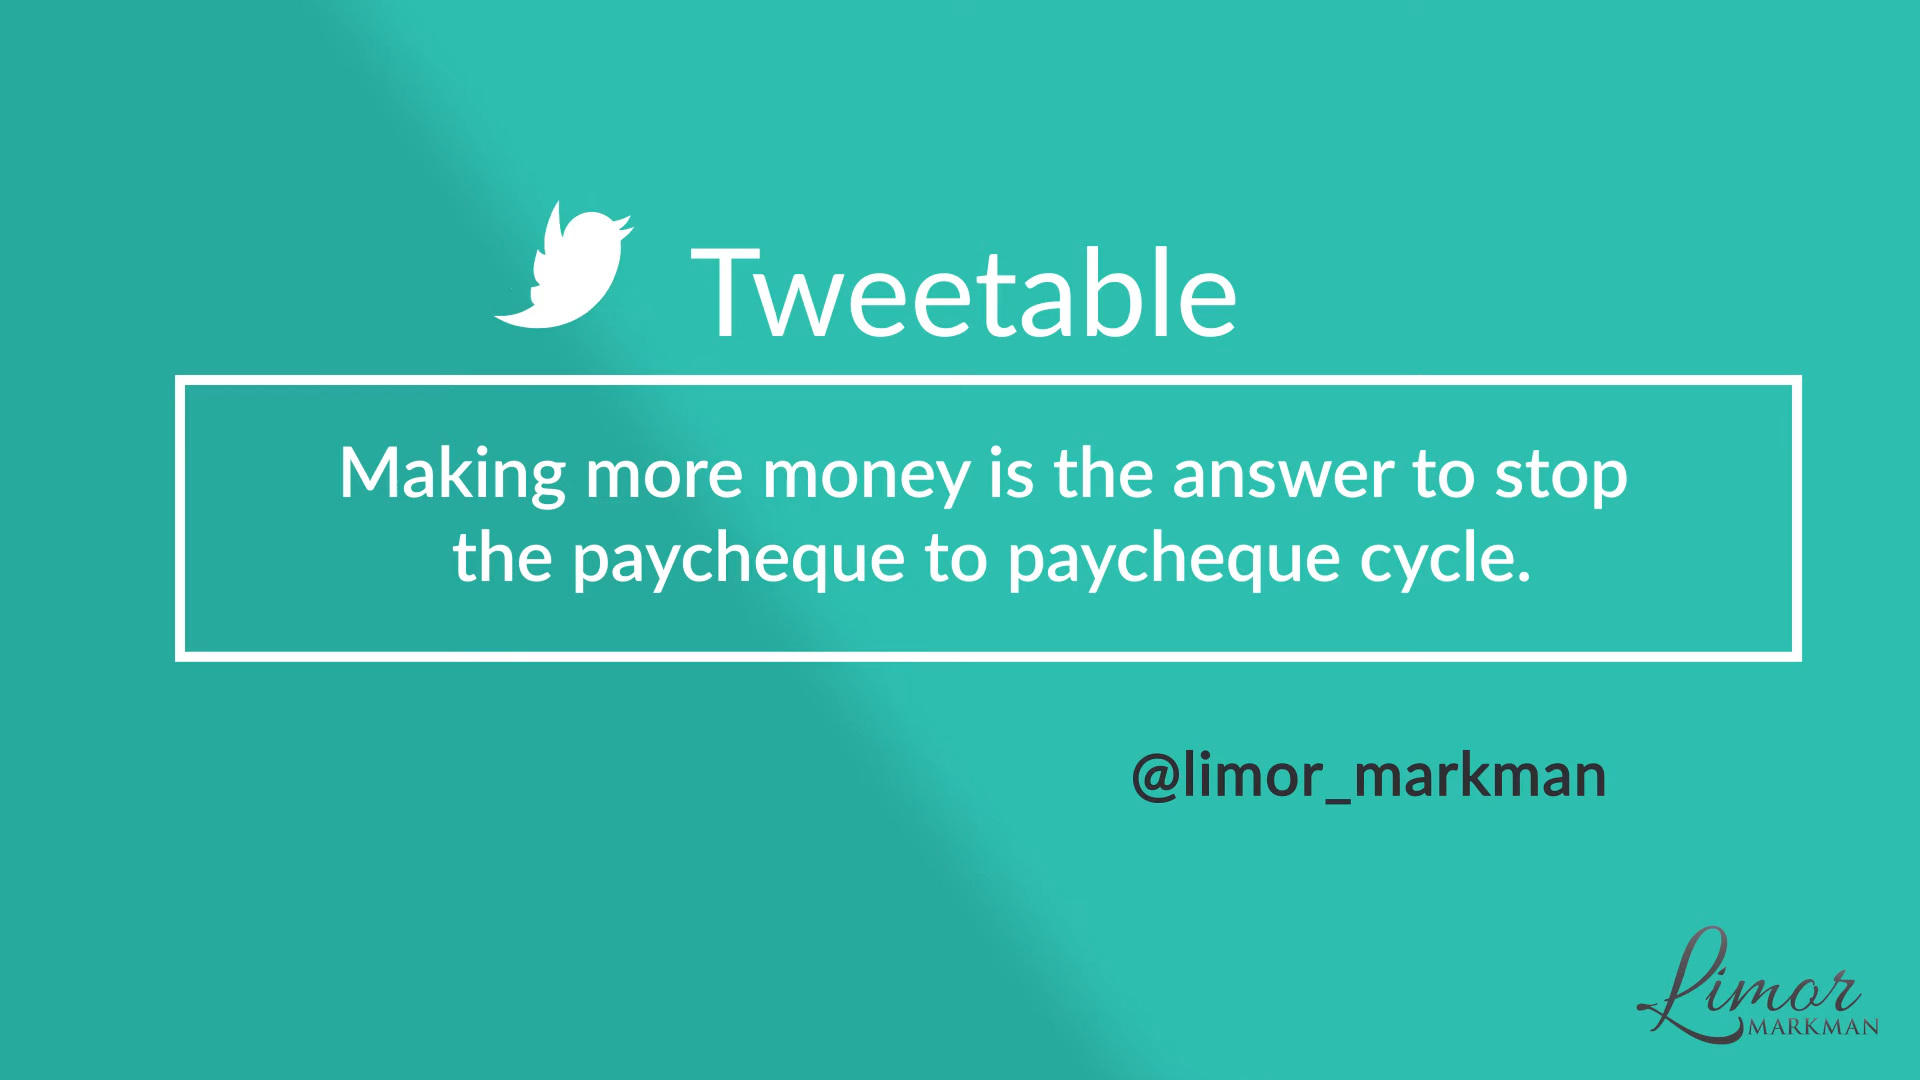 Tweetable
Making more money is the answer to stop
the paycheque to paycheque cycle.
@limor_markman
Limor
MARKMAN